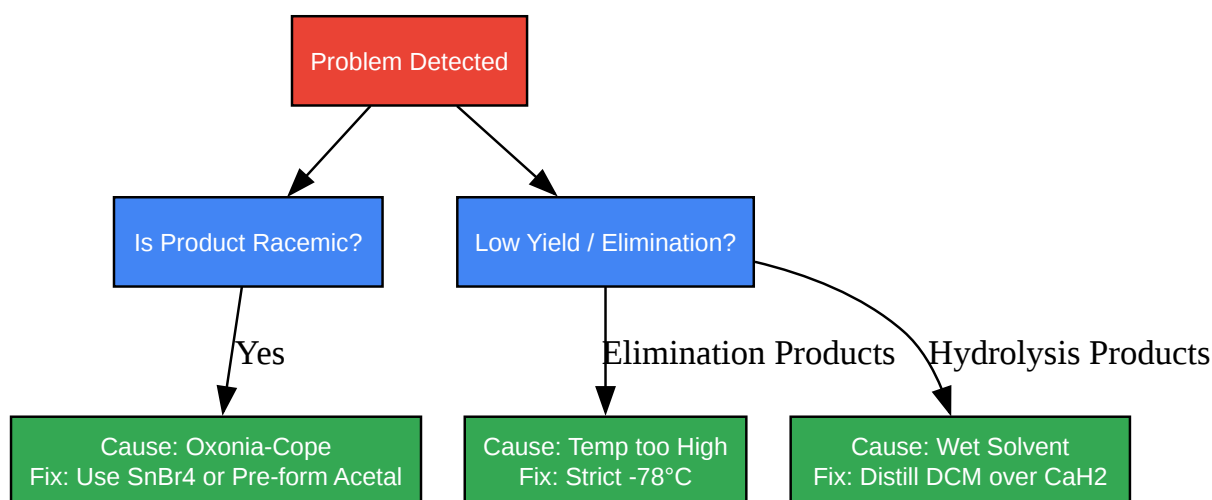 Problem Detected
Is Product Racemic?
Low Yield / Elimination?
Yes
Elimination Products
Hydrolysis Products
Cause: Oxonia-Cope
Fix: Use SnBr4 or Pre-form Acetal
Cause: Temp too High
Fix: Strict -78°C
Cause: Wet Solvent
Fix: Distill DCM over CaH2